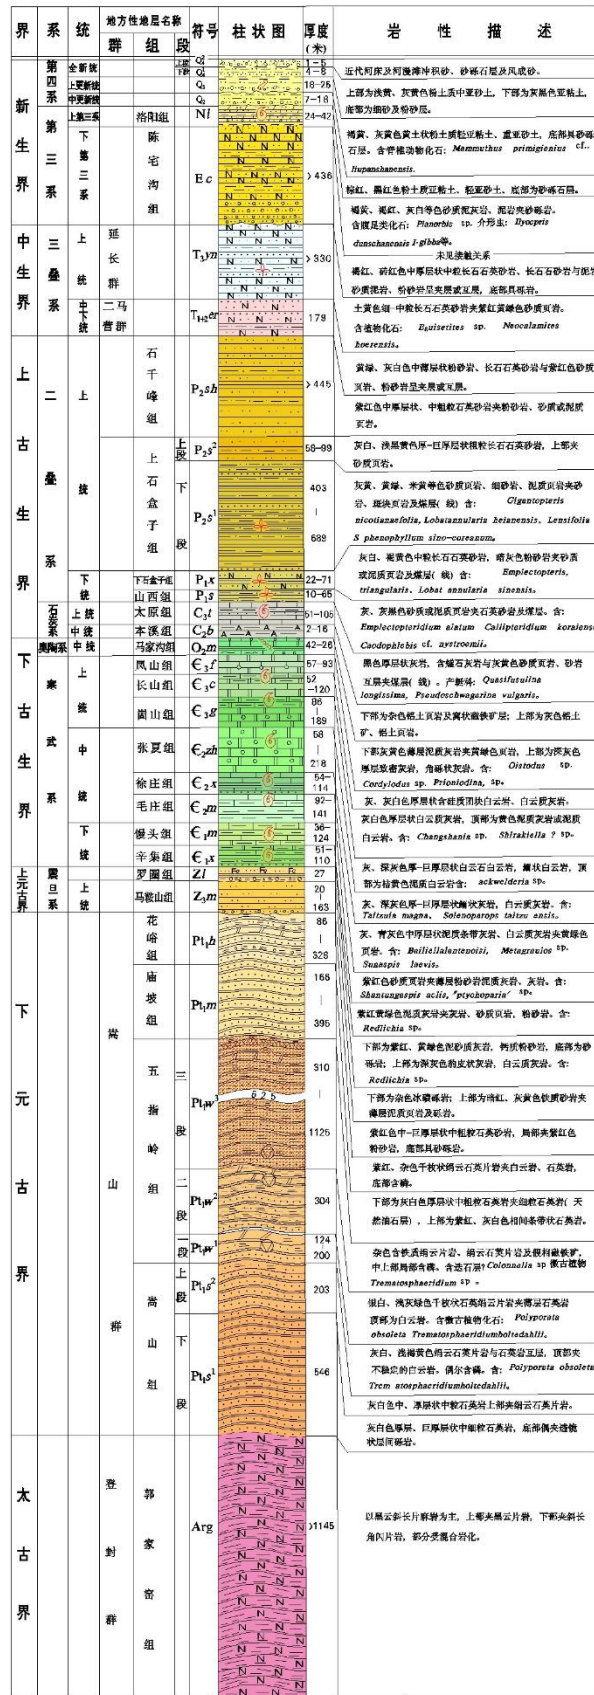 界 系 统 地方性地层名称 符号 柱状图 厚度(米) 岩性描述
群 组 段
新生界
第四系
全新统
上更新统
中更新统
上段
下段
Q₃
Q₂
1-5
4-8
18-25
7-18
第三系
上第三系
洛阳组
Nl
24-42
下第三系
陈宅沟组
Ec
>436
中生界
三叠系
上统
延长群
T₃yn
>930
中下统
二马营群
T₁₊₂er
179
上古生界
二叠系
上统
石千峰组
P₂sh
>445
上石盒子组
上段
P₂s²
58-99
下段
P₂s¹
403
|
689
下统
下石盒子组
P₁x
22-71
山西组
P₁s
10-65
石炭系
上统
太原组
C₃t
51-105
中统
本溪组
C₂b
2-16
下古生界
奥陶系
中统
马家沟组
O₂m
42-26
寒武系
上统
凤山组
Є₃f
57-93
长山组
Є₃c
52
-120
崮山组
Є₃g
86
|
189
中统
张夏组
Є₂zh
58
|
218
徐庄组
Є₂x
54-
114
毛庄组
Є₂m
92-
141
下统
馒头组
Є₁m
36-
124
辛集组
Є₁x
51-
110
上元古界
震旦系
上统
罗圈组
Zl
27
马鞍山组
Z₃m
20
|
163
下元古界
嵩山群
花峪组
Pt₁h
86
|
328
庙坡组
Pt₁m
168
|
395
五指岭组
三段
Pt₁w³
625
310
|
1125
二段
Pt₁w²
304
一段
Pt₁w¹
124
200
嵩山组
上段
Pt₁s²
203
下段
Pt₁s¹
546
太古界
登封群
郭家窑组
Arg
>1145
近代河床及河漫滩冲积砂、砂砾石层及风成砂。
上部为浅黄、灰黄色粉土质中亚砂土,下部为灰黑色亚粘土,
底部为细砂及粉砂层。
褐黄、灰黄色黄土状粉土质轻亚粘土、重亚砂土,底部具砂砾
石层。含脊椎动物化石: Mammuthus primigenius cf.
Hupanshanensis.
棕红、黑红色粉土质亚粘土、轻亚砂土、底部为砂砾石层。
褐黄、褐红、灰白等色砂质泥灰岩、泥岩夹砂砾岩。
含腹足类化石: Planorbis sp. 介形虫: Ilyocpris
dunschanensis I·gibba等。
未见接触关系
褐红、砖红色中厚层状中粒长石石英砂岩、长石石砂岩与泥岩
砂质泥岩、粉砂岩呈夹层或互层,底部具砾岩。
土黄色细-中粒长石石英砂岩夹紫红黄绿色砂质页岩。
含植物化石: Equisetites sp. Neocalamites
hoerensis.
黄绿、灰白色中薄层状粉砂岩、长石石英砂岩与紫红色砂质
页岩、粉砂岩呈夹层或互层。
紫红色中厚层状、中粗粒石英砂岩夹粉砂岩、砂质或泥质
页岩。
灰白、浅黑黄色厚-巨厚层状粗粒长石石英砂岩,上部夹
砂质页岩。
灰黄、黄绿、米黄等色砂质页岩、细砂岩、泥质页岩夹砂
岩、斑块页岩及煤层(线)含: Gigantopteris
nicotianaefolia, Lobatannularia heianensis, Lensifolia
S phenophyllum sino-coreanum.
灰白、褐黄色中粒长石石英砂岩,暗灰色粉砂岩夹砂质
或泥质页岩及煤层(线)含: Emplectopteris,
triangularis. Lobat annularia sinensis.
灰、灰黑色砂质或泥质页岩夹石英砂岩及煤层。含:
Emplectopteridium alatum Callipteridium koraiense
Caodophlebis cf. nystroemii.
黑色厚层状灰岩,含燧石灰岩与灰黄色砂质页岩、砂岩
互层夹煤层(线)。产䗴科: Quasifusulina
longissima, Pseudoschwagarina vulgaris.
下部为杂色铝土页岩及窝状磁铁矿层; 上部为灰色铝土
矿、铝土页岩。
下部灰黄色薄层泥质灰岩夹黄绿色页岩,上部为深灰色
厚层致密灰岩,角砾状灰岩。含: Oistodus sp.
Cordylodus sp. Prioniodina, sp.
灰、灰白色厚层状含硅质团块白云岩、白云质灰岩。
灰白色厚层状白云质灰岩,顶部为黄色泥质灰岩或泥质
白云岩。含: Changshania sp. Shirakiella ? sp.
灰、深灰色厚-巨厚层状白云石白云岩,鲕状白云岩,顶
部为桔黄色泥质白云岩含: ackwelderia sp.
灰、深灰色厚-巨厚层状鲕状灰岩,白云质灰岩。含:
Taitzuia magna, Solenoparops taitzu ensis.
灰、青灰色中厚层状泥质条带灰岩、白云质灰岩夹黄绿色
页岩。含: Bailiellalantenoisi, Metagraulos sp.
Sunaspis laevis.
紫红色砂质页岩夹薄层粉砂岩泥质灰岩、灰岩。含:
Shantungaspis aclis, "ptychoparia" sp.
紫红黄绿色泥质灰岩夹灰岩、砂质页岩,粉砂岩。含:
Redlichia sp.
下部为紫红、黄绿色泥砂质灰岩,钙质粉砂岩,底部为砂
砾岩; 上部为深灰色豹皮状灰岩,白云质灰岩。含:
Redlichia sp.
下部为杂色冰碛砾岩; 上部为暗红、灰黄色铁质砂岩夹
薄层泥质页岩及砾岩。
紫红色中-巨厚层状中粗粒石英砂岩,局部夹紫红色
粉砂岩,底部具砂砾岩。
紫红、杂色千枚状绢云石英片岩夹白云岩、石英岩,
底部含磷。
下部为灰白色厚层状中粗粒石英岩夹细粒石英岩(天
然油石层),上部为紫红、灰白色相间条带状石英岩。
杂色含铁质绢云片岩、绢云石英片岩及假利磁铁矿,
中上部局部含磷、含迭石层? Colonnella sp 微古植物
Trematosphaeridium sp.
银白、浅灰绿色千枚状石英绢云片岩夹薄层石英岩
顶部为白云岩。含微古植物化石: Polyporata
obsoleta Trematosphaeridiumholtedahlii.
灰白、浅褐黄色绢云石英片岩与石英岩互层,顶部夹
不稳定的白云岩、偶尔含磷。含: Polyporata obsoleta
Trem atosphaeridiumholtedahlii.
灰白色中、厚层状中粒石英岩上部夹绢云石英片岩。
灰白色厚层、巨厚层状中细粒石英岩,底部偶夹透镜
状层间砾岩。
以黑云斜长片麻岩为主,上部夹黑云片岩,下部夹斜长
角闪片岩,部分受混合岩化。